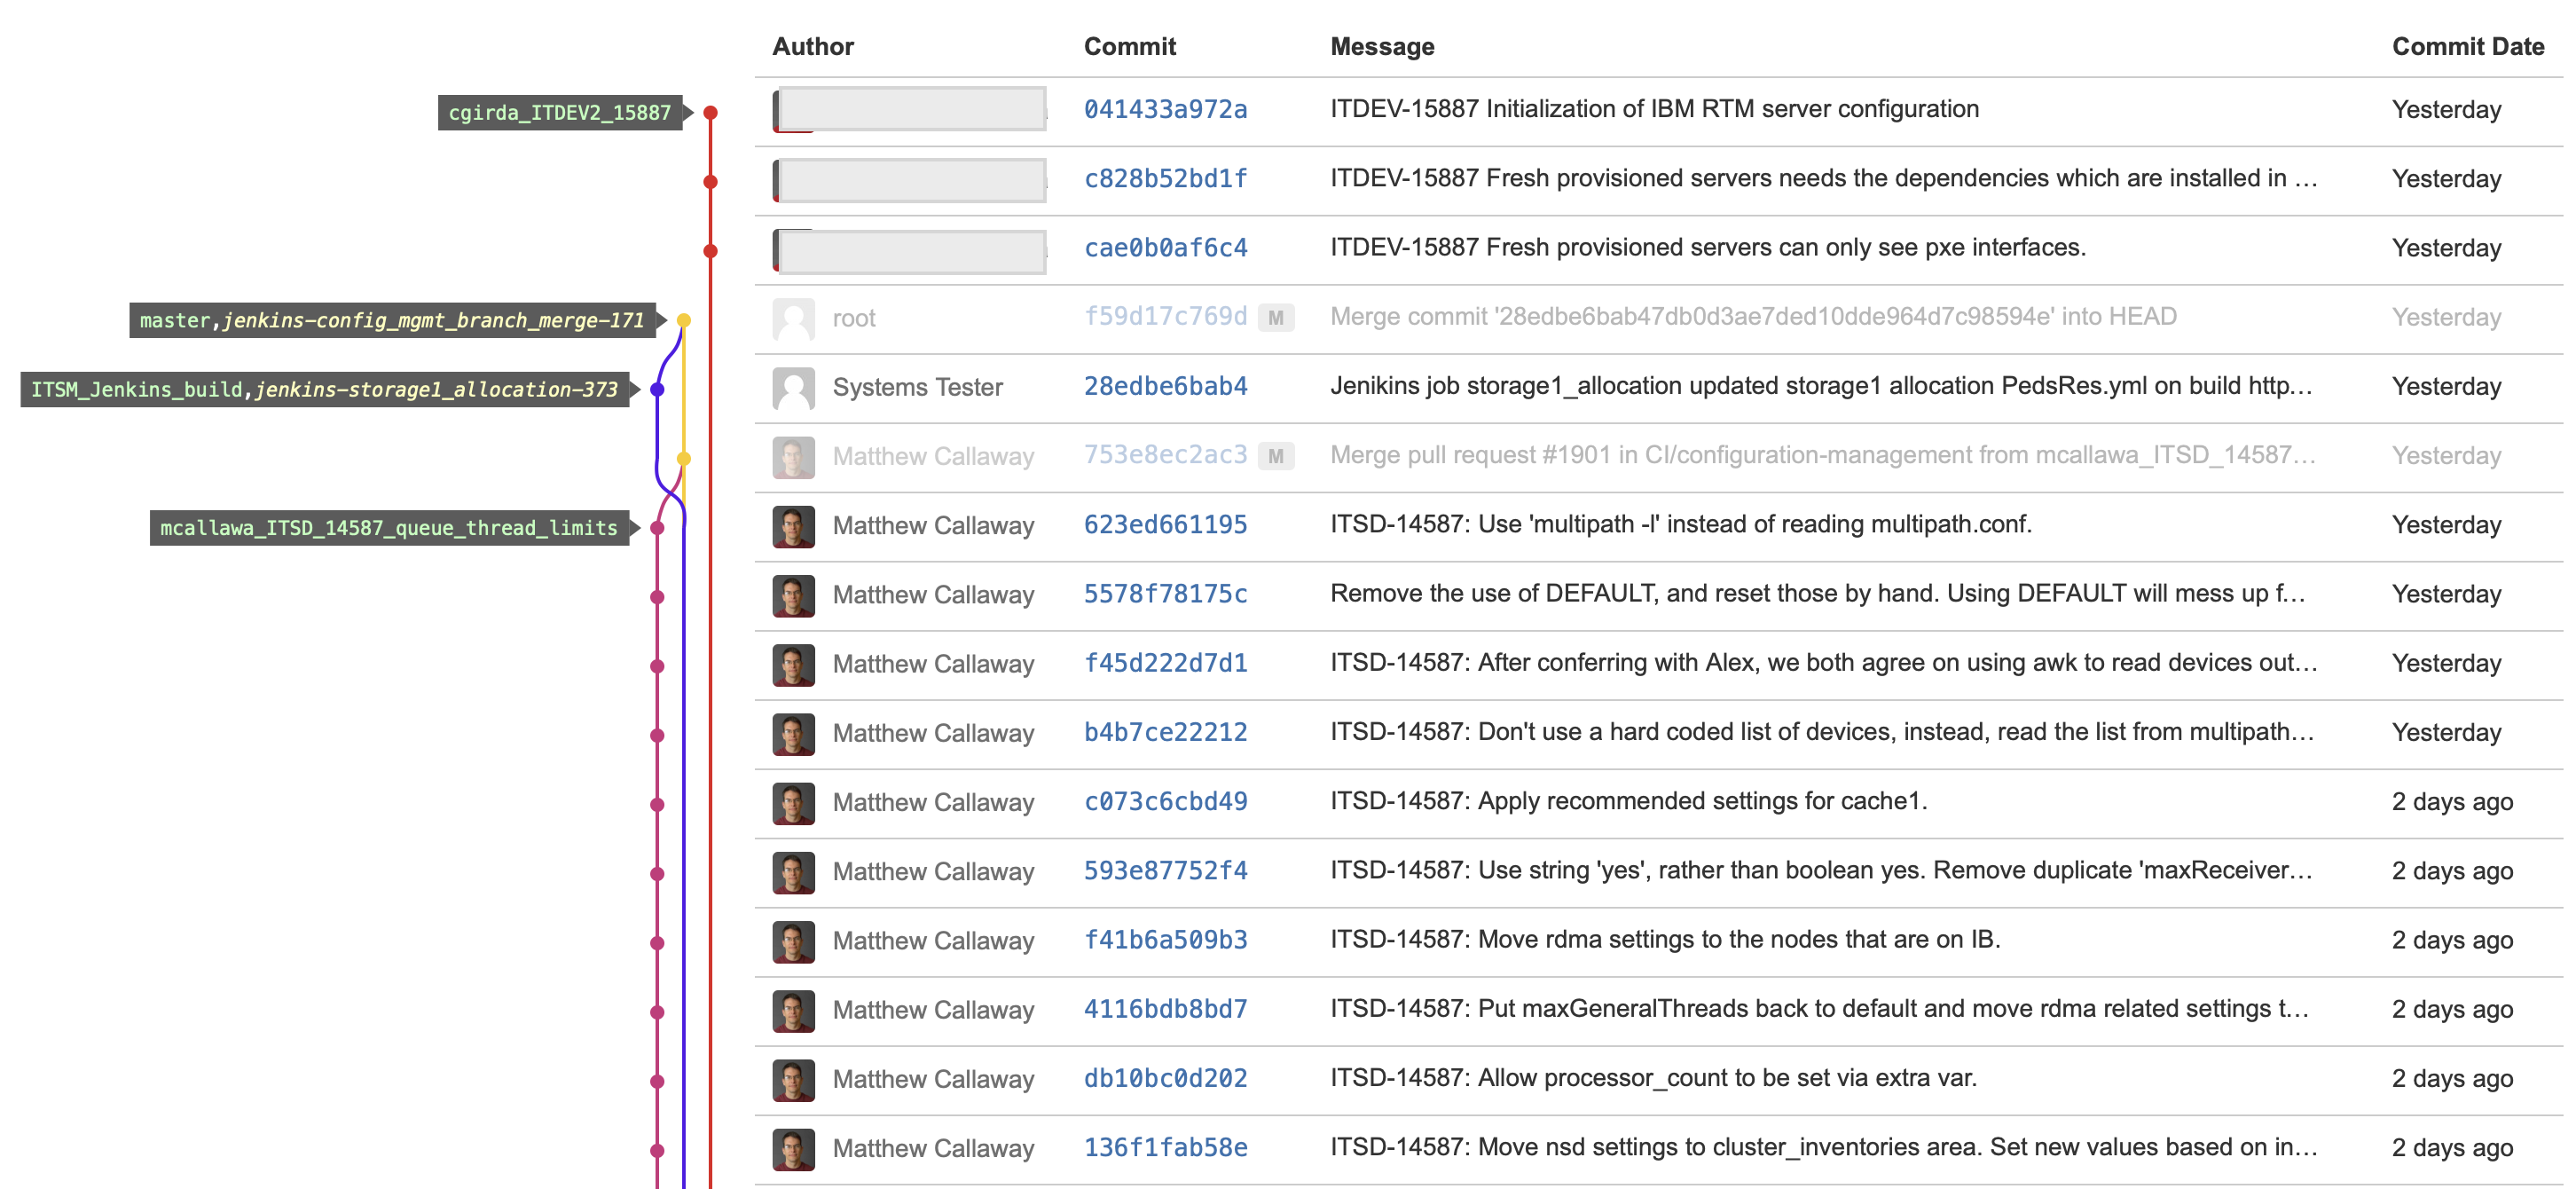 Author Commit Message Commit Date
cgirda_ITDEV2_15887 041433a972a ITDEV-15887 Initialization of IBM RTM server configuration Yesterday
c828b52bd1f ITDEV-15887 Fresh provisioned servers needs the dependencies which are installed in … Yesterday
cae0b0af6c4 ITDEV-15887 Fresh provisioned servers can only see pxe interfaces. Yesterday
master,jenkins-config_mgmt_branch_merge-171 root f59d17c769d M Merge commit '28edbe6bab47db0d3ae7ded10dde964d7c98594e' into HEAD Yesterday
ITSM_Jenkins_build,jenkins-storage1_allocation-373 Systems Tester 28edbe6bab4 Jenikins job storage1_allocation updated storage1 allocation PedsRes.yml on build http… Yesterday
Matthew Callaway 753e8ec2ac3 M Merge pull request #1901 in CI/configuration-management from mcallawa_ITSD_14587… Yesterday
mcallawa_ITSD_14587_queue_thread_limits Matthew Callaway 623ed661195 ITSD-14587: Use 'multipath -l' instead of reading multipath.conf. Yesterday
Matthew Callaway 5578f78175c Remove the use of DEFAULT, and reset those by hand. Using DEFAULT will mess up f… Yesterday
Matthew Callaway f45d222d7d1 ITSD-14587: After conferring with Alex, we both agree on using awk to read devices out… Yesterday
Matthew Callaway b4b7ce22212 ITSD-14587: Don't use a hard coded list of devices, instead, read the list from multipath… Yesterday
Matthew Callaway c073c6cbd49 ITSD-14587: Apply recommended settings for cache1. 2 days ago
Matthew Callaway 593e87752f4 ITSD-14587: Use string 'yes', rather than boolean yes. Remove duplicate 'maxReceiver… 2 days ago
Matthew Callaway f41b6a509b3 ITSD-14587: Move rdma settings to the nodes that are on IB. 2 days ago
Matthew Callaway 4116bdb8bd7 ITSD-14587: Put maxGeneralThreads back to default and move rdma related settings t… 2 days ago
Matthew Callaway db10bc0d202 ITSD-14587: Allow processor_count to be set via extra var. 2 days ago
Matthew Callaway 136f1fab58e ITSD-14587: Move nsd settings to cluster_inventories area. Set new values based on in… 2 days ago